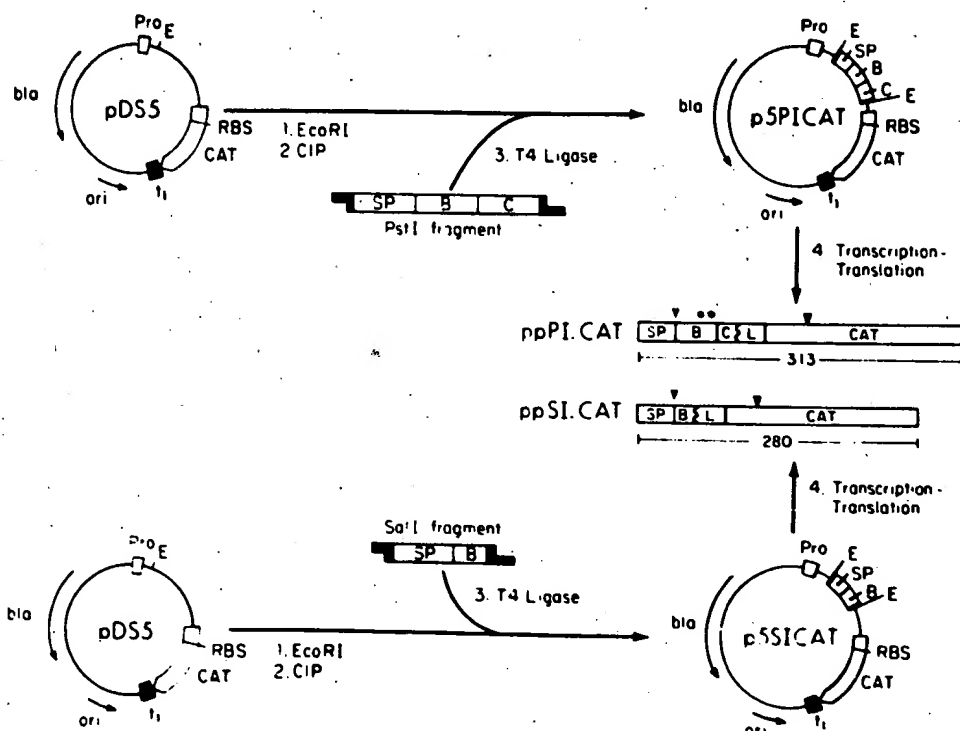 Pro E
bla
pDS5
RBS
CAT
ori
t₁
1. EcoRI
2 CIP
3. T4 Ligase
SP B C
PstI fragment
Pro
E
SP
B
C
E
bla
p5PICAT
RBS
CAT
ori
t₁
4. Transcription-
Translation
ppPI.CAT SP B C L CAT
313
ppSI.CAT SP B L CAT
280
4. Transcription-
Translation
SaI fragment
SP B
3. T4 Ligase
Pro E
bla
pDS5
RBS
CAT
ori
t₁
1. EcoRI
2. CIP
Pro
E
SP
B
E
bla
p5SICAT
RBS
CAT
ori
t₁